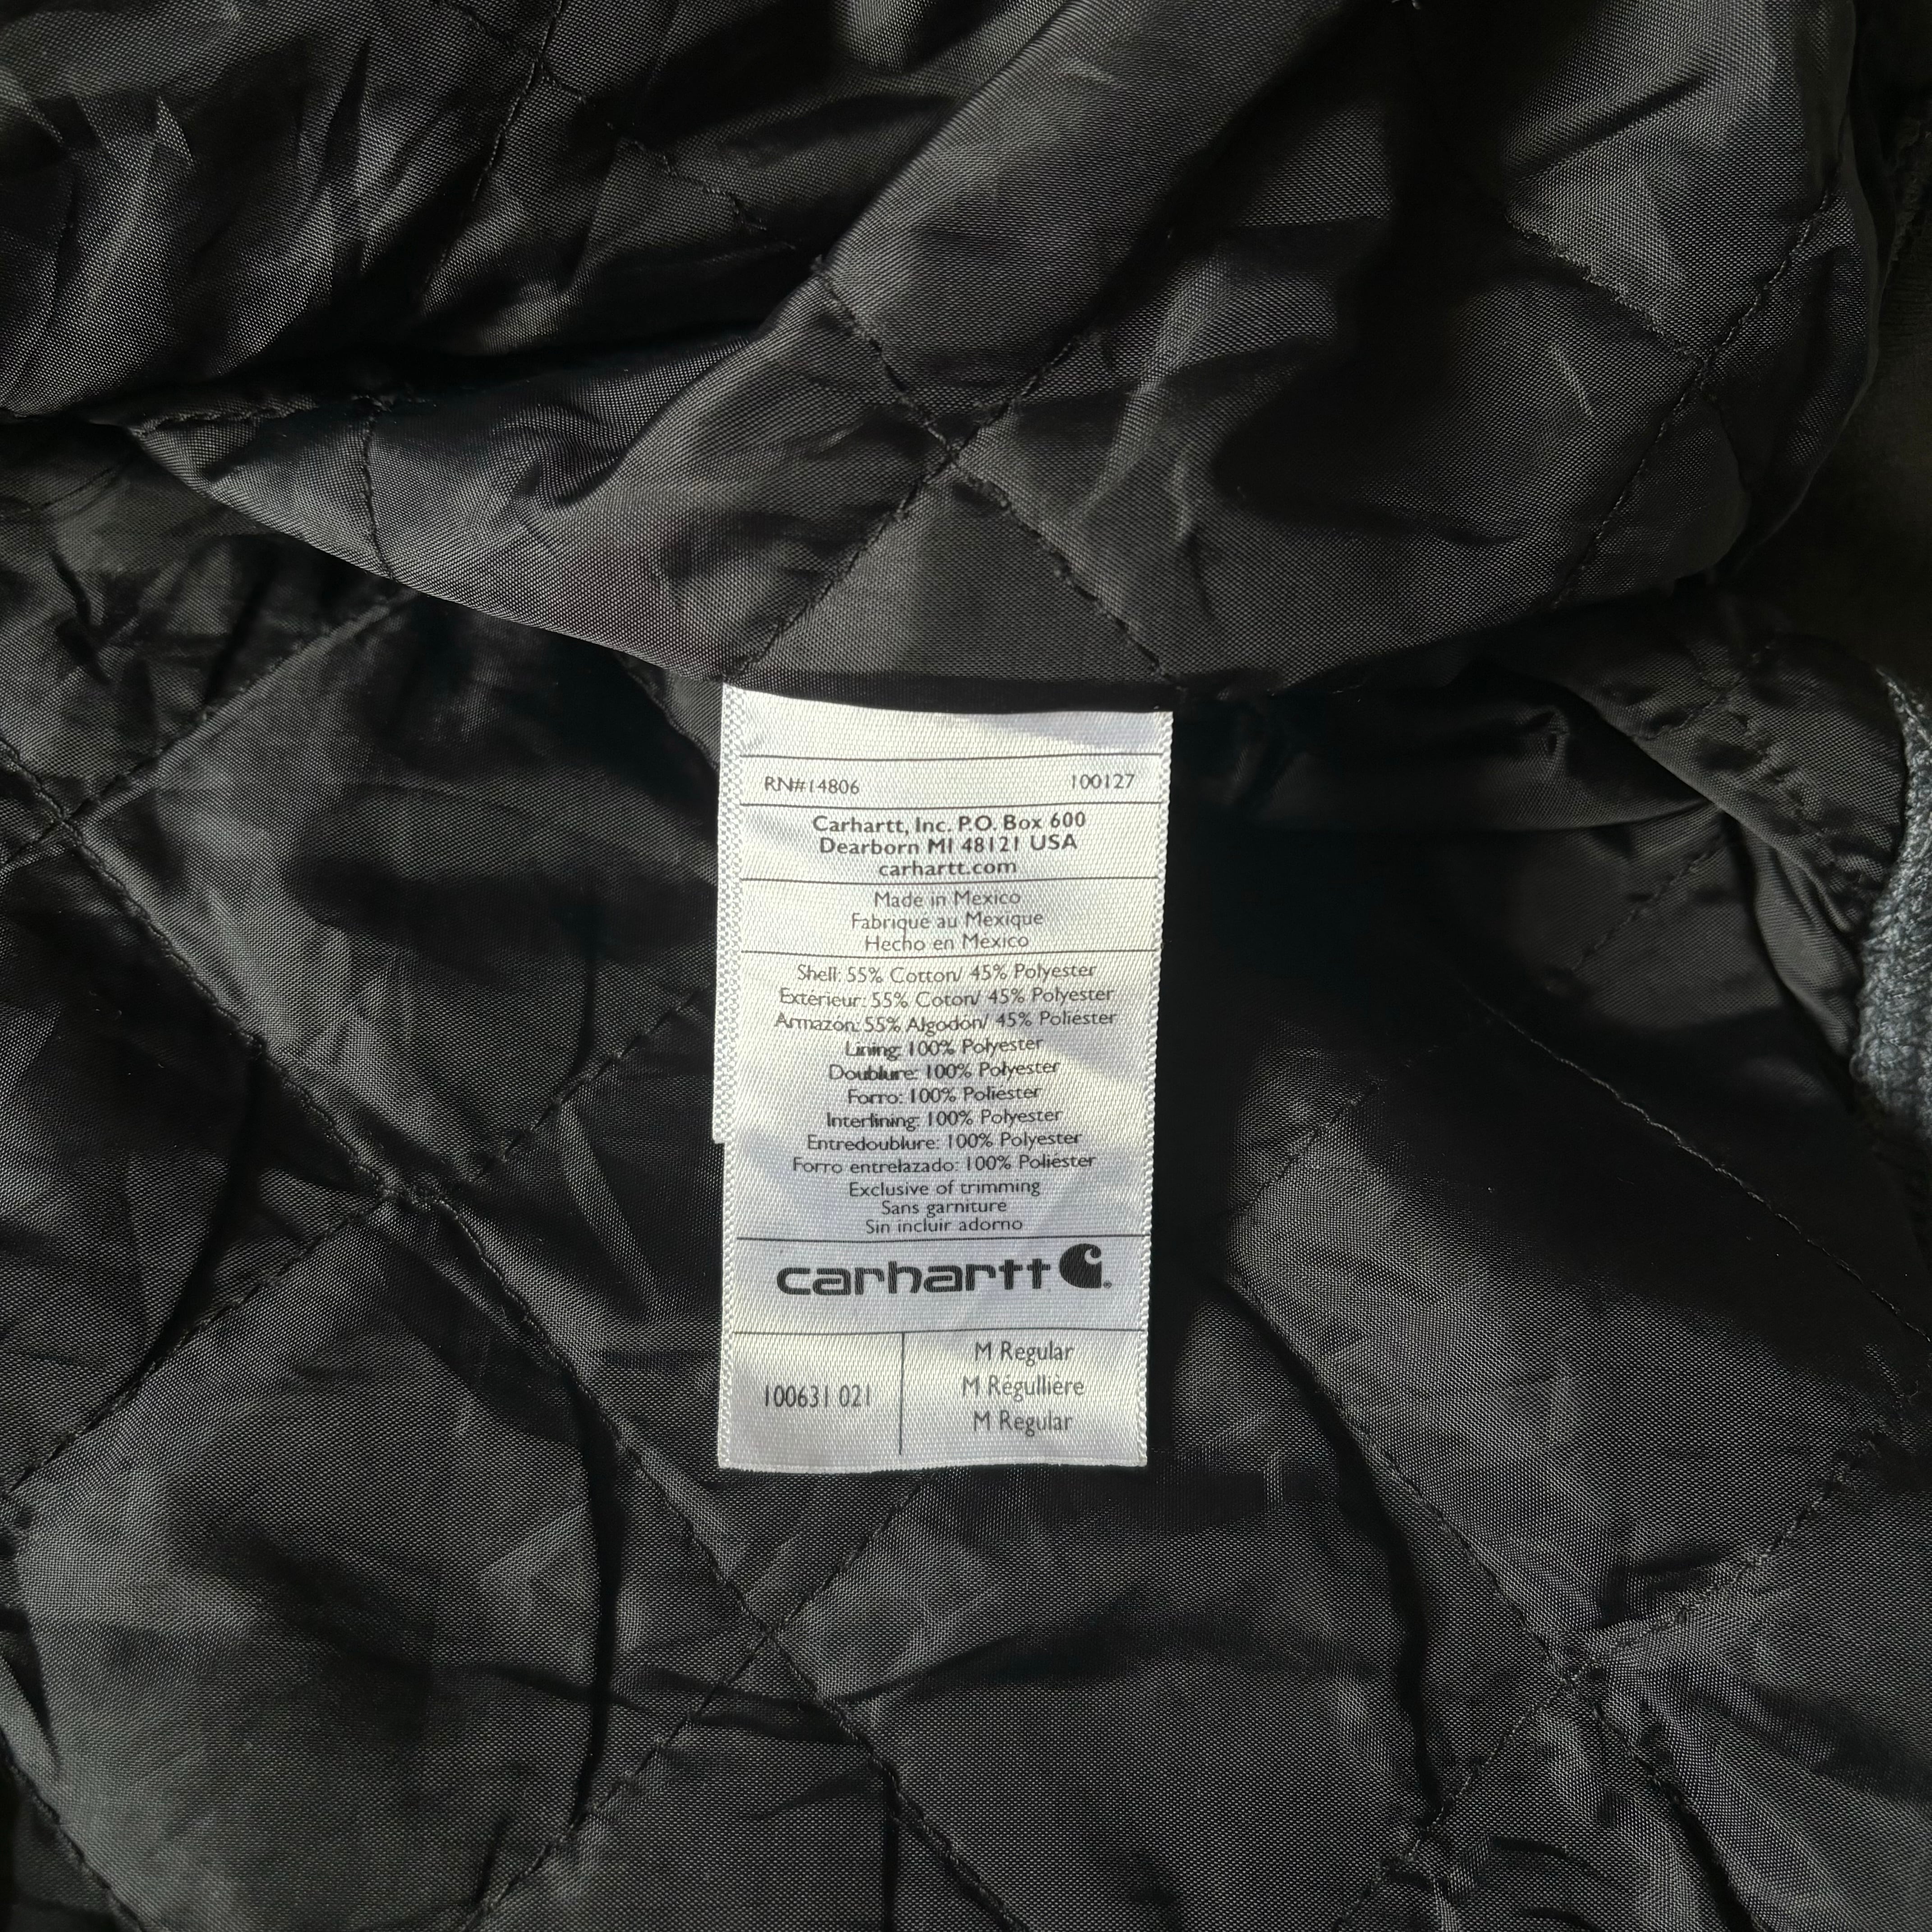 RN#14806 100127
Carhartt, Inc. P.O. Box 600
Dearborn MI 48121 USA
carhartt.com
Made in Mexico
Fabrique au Mexique
Hecho en Mexico
Shell: 55% Cotton/ 45% Polyester
Exterieur: 55% Coton/ 45% Polyester
Armazon: 55% Algodon/ 45% Poliester
Lining: 100% Polyester
Doublure: 100% Polyester
Forro: 100% Poliester
Interlining: 100% Polyester
Entredoublure: 100% Polyester
Forro entrelazado: 100% Poliester
Exclusive of trimming
Sans garniture
Sin incluir adorno
carhartt
100631 021
M Regular
M Régullière
M Regular